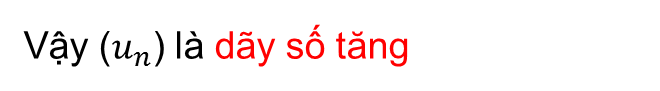 Vậy (uₙ) là dãy số tăng